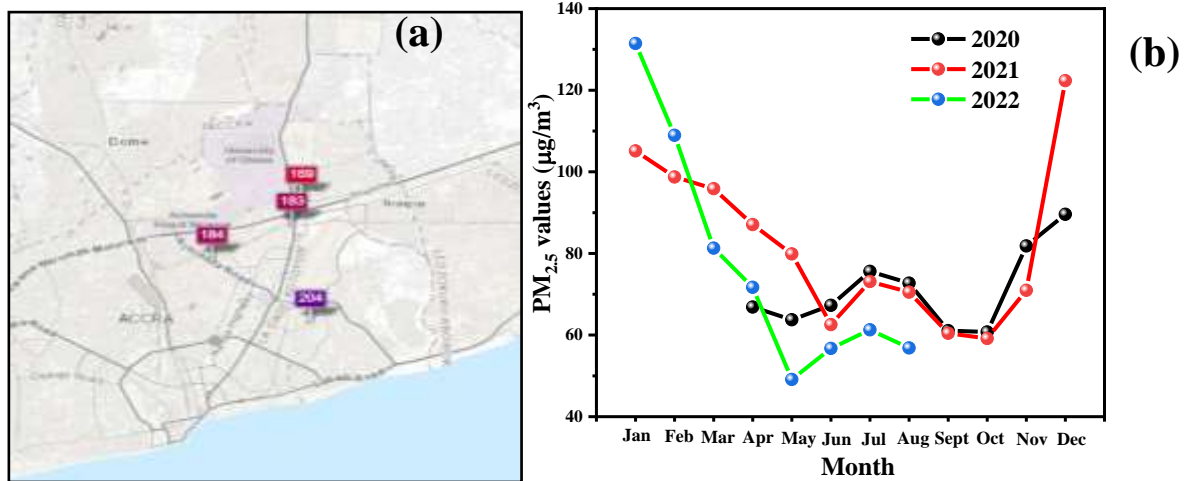 (a)
Dome
University
of Ghana
169
183
184
204
ACCRA
140
120
100
80
60
40
PM2.5 values (µg/m³)
2020
2021
2022
(b)
Jan Feb Mar Apr May Jun Jul Aug Sept Oct Nov Dec
Month